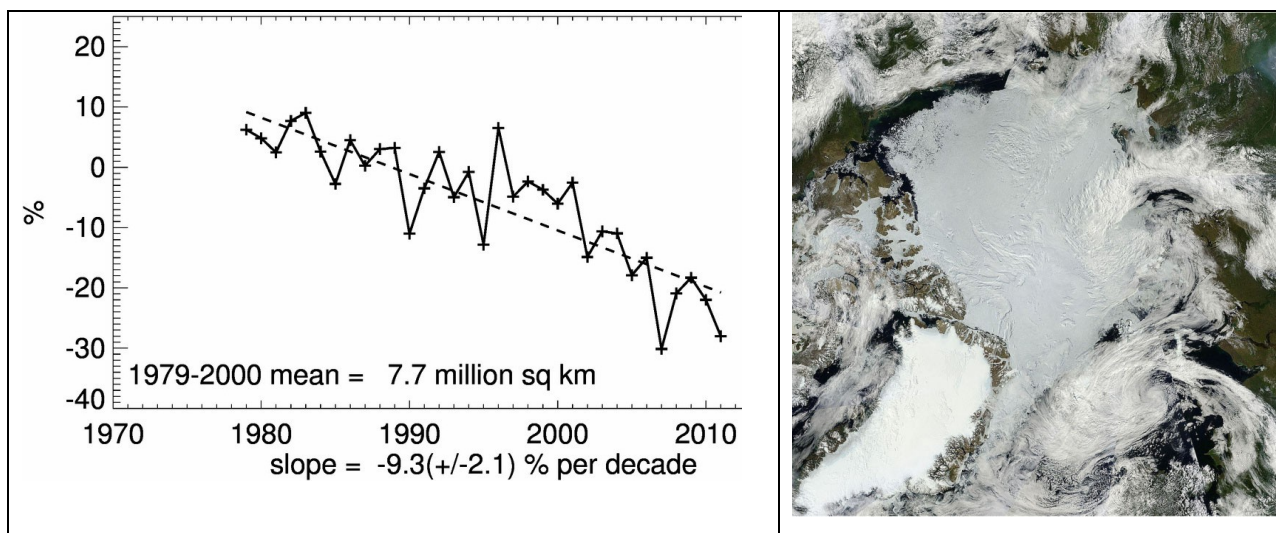 20
10
0
%
-10
-20
-30
-40
1979-2000 mean = 7.7 million sq km
1970 1980 1990 2000 2010
slope = -9.3(+/-2.1) % per decade